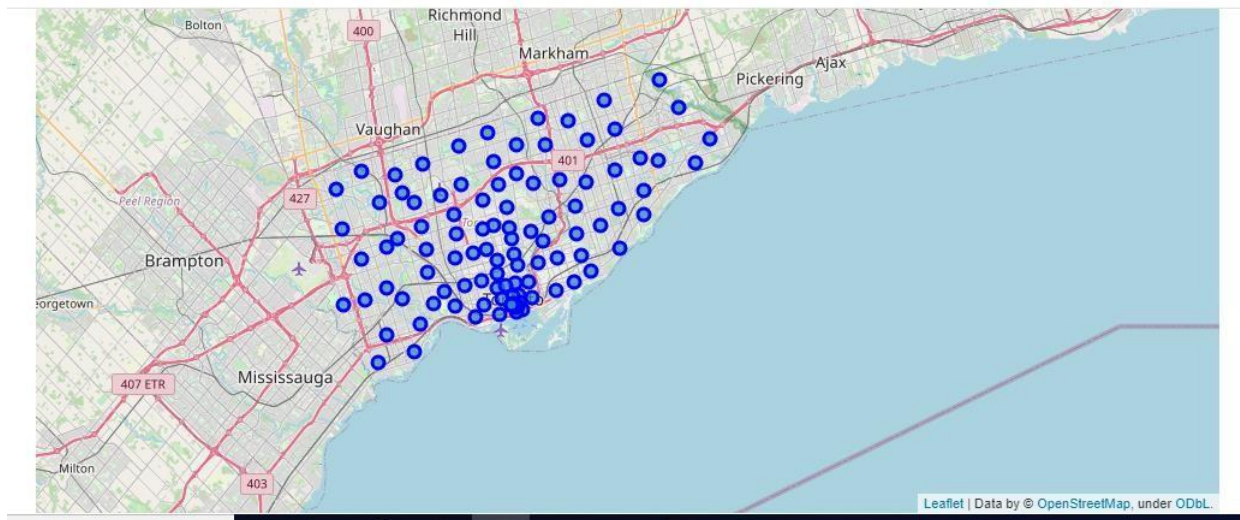 Bolton
400
Richmond
Hill
Markham
Ajax
Pickering
Vaughan
401
427
Peel Region
Brampton
eorgetown
Mississauga
407 ETR
403
Milton
Leaflet | Data by © OpenStreetMap, under ODbL.